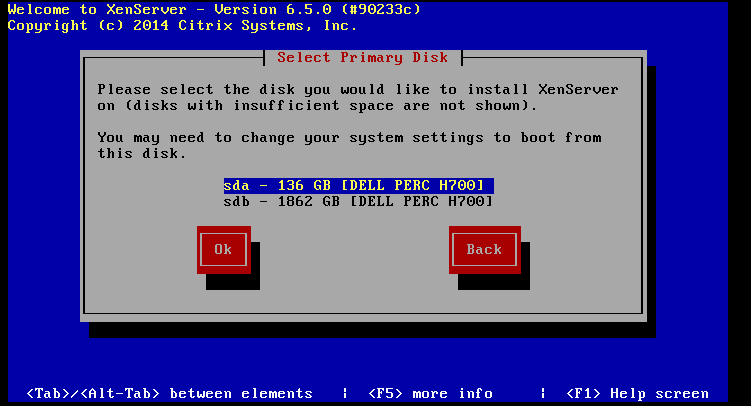 Welcome to XenServer - Version 6.5.0 (#90233c)
Copyright (c) 2014 Citrix Systems, Inc.
Select Primary Disk
Please select the disk you would like to install XenServer
on (disks with insufficient space are not shown).
You may need to change your system settings to boot from
this disk.
sda - 136 GB [DELL PERC H700]
sdb - 1862 GB [DELL PERC H700]
Ok Back
<Tab>/<Alt-Tab> between elements | <F5> more info | <F1> Help screen